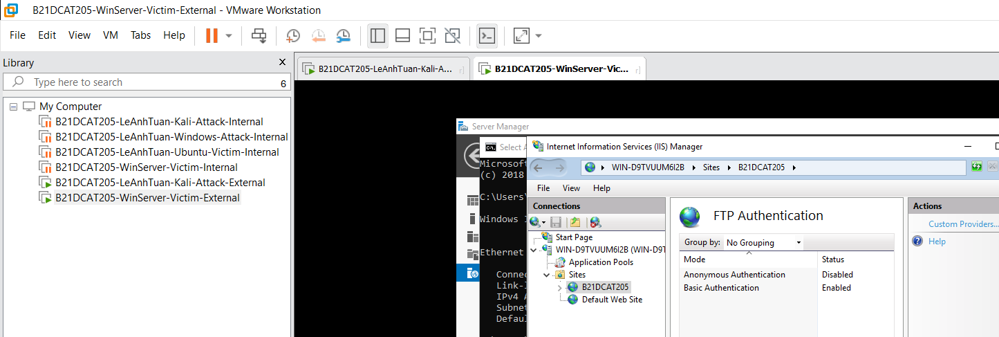 B21DCAT205-WinServer-Victim-External - VMware Workstation
File Edit View VM Tabs Help
Library
Type here to search
6
My Computer
B21DCAT205-LeAnhTuan-Kali-Attack-Internal
B21DCAT205-LeAnhTuan-Windows-Attack-Internal
B21DCAT205-LeAnhTuan-Ubuntu-Victim-Internal
B21DCAT205-WinServer-Victim-Internal
B21DCAT205-LeAnhTuan-Kali-Attack-External
B21DCAT205-WinServer-Victim-External
B21DCAT205-LeAnhTuan-Kali-A...
B21DCAT205-WinServer-Vic...
Server Manager
Select A
Microsoft
(c) 2018
C:\Users\
Windows I
Ethernet
Connec
Link-l
IPv4 A
Subnet
Defaul
Internet Information Services (IIS) Manager
WIN-D9TVUUM6I2B Sites B21DCAT205
File View Help
Connections
Start Page
WIN-D9TVUUM6I2B (WIN-D9T
Application Pools
Sites
B21DCAT205
Default Web Site
FTP Authentication
Group by: No Grouping
Mode Status
Anonymous Authentication Disabled
Basic Authentication Enabled
Actions
Custom Providers...
Help